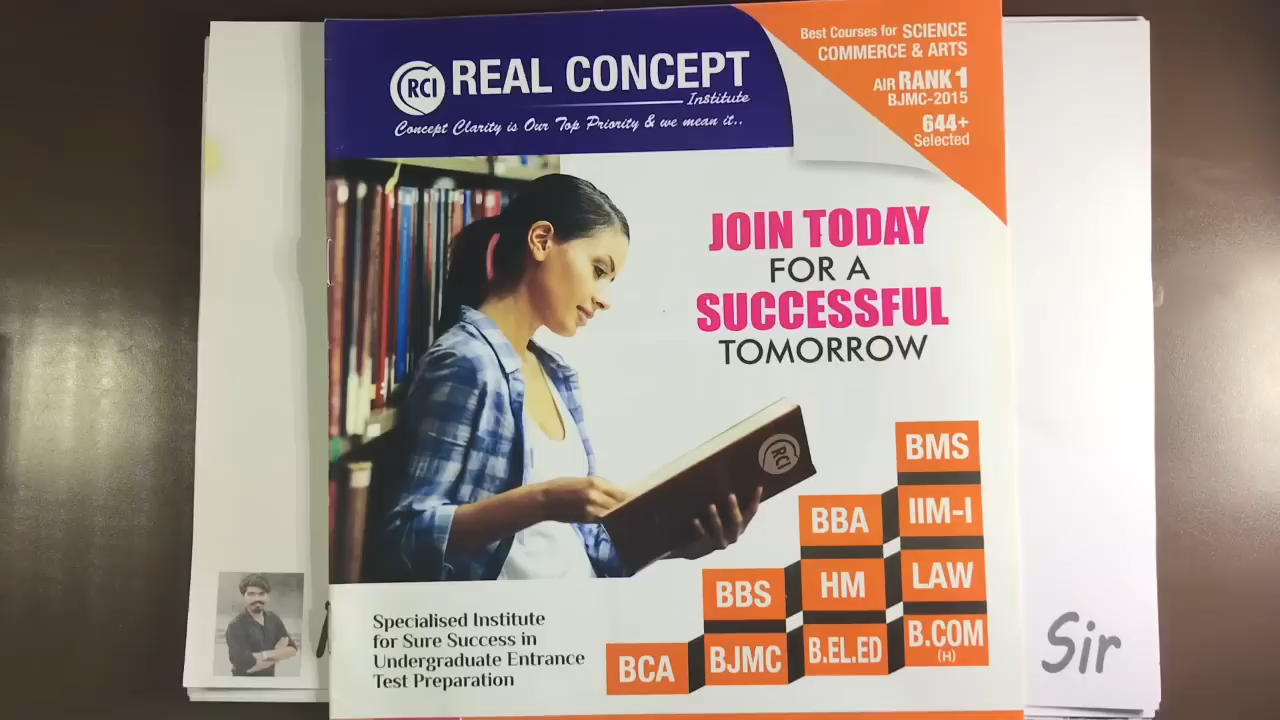 RCI REAL CONCEPT
Institute
Concept Clarity is Our Top Priority & we mean it..
Best Courses for SCIENCE
COMMERCE & ARTS
AIR RANK 1
BJMC-2015
644+
Selected
JOIN TODAY
FOR A
SUCCESSFUL
TOMORROW
RCI
BMS
BBA IIM-I
BBS HM LAW
BCA BJMC B.EL.ED B.COM
(H)
Specialised Institute
for Sure Success in
Undergraduate Entrance
Test Preparation
Sir